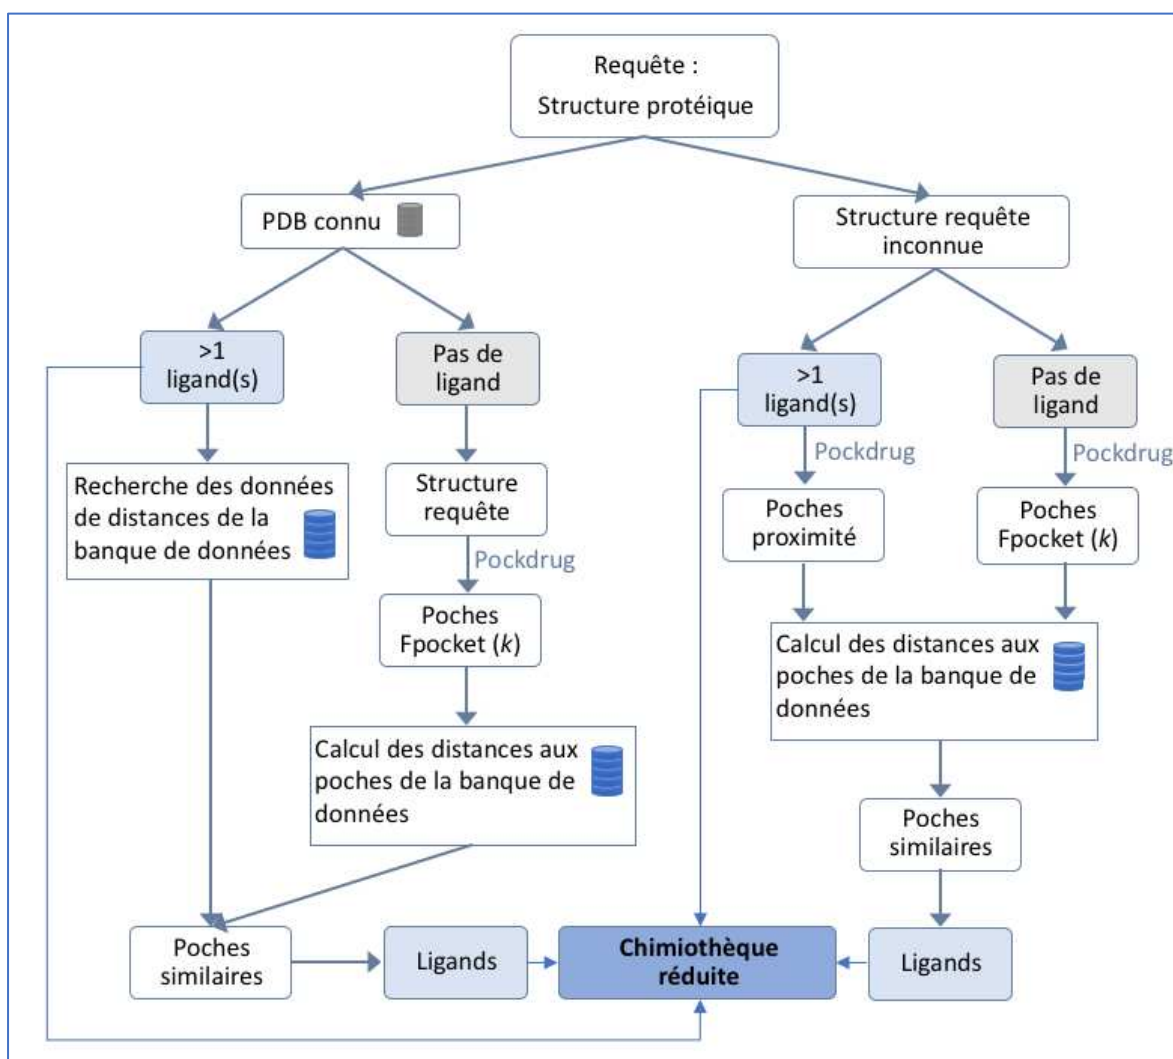 Requête :
Structure protéique
PDB connu
Structure requête
inconnue
>1
ligand(s)
Pas de
ligand
>1
ligand(s)
Pas de
ligand
Pockdrug
Pockdrug
Recherche des données
de distances de la
banque de données
Structure
requête
Poches
proximité
Poches
Fpocket (k)
Pockdrug
Poches
Fpocket (k)
Calcul des distances aux
poches de la banque de
données
Calcul des distances aux
poches de la banque de
données
Poches
similaires
Poches
similaires
Ligands
Chimiothèque
réduite
Ligands